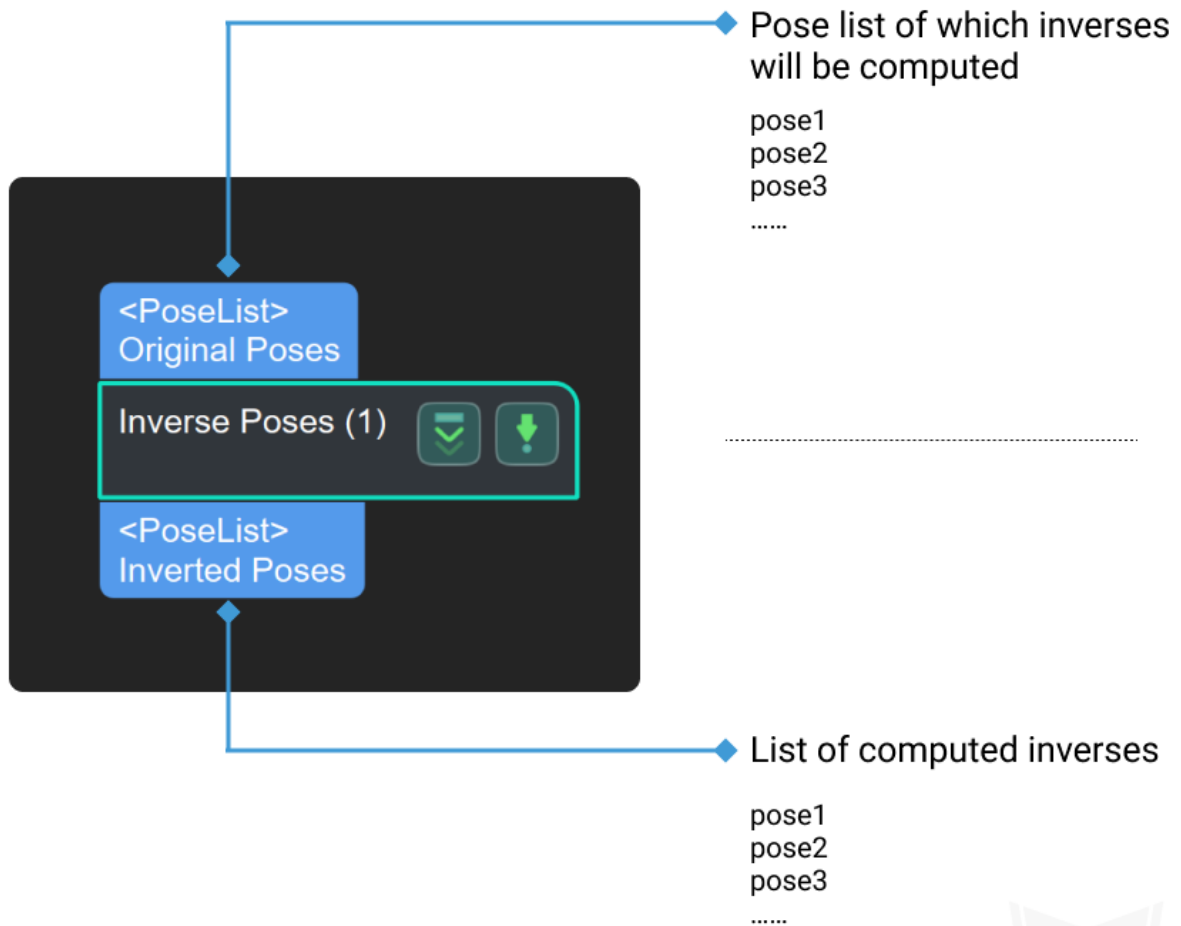 Pose list of which inverses
will be computed
pose1
pose2
pose3
......
<PoseList>
Original Poses
Inverse Poses (1)
<PoseList>
Inverted Poses
List of computed inverses
pose1
pose2
pose3
......